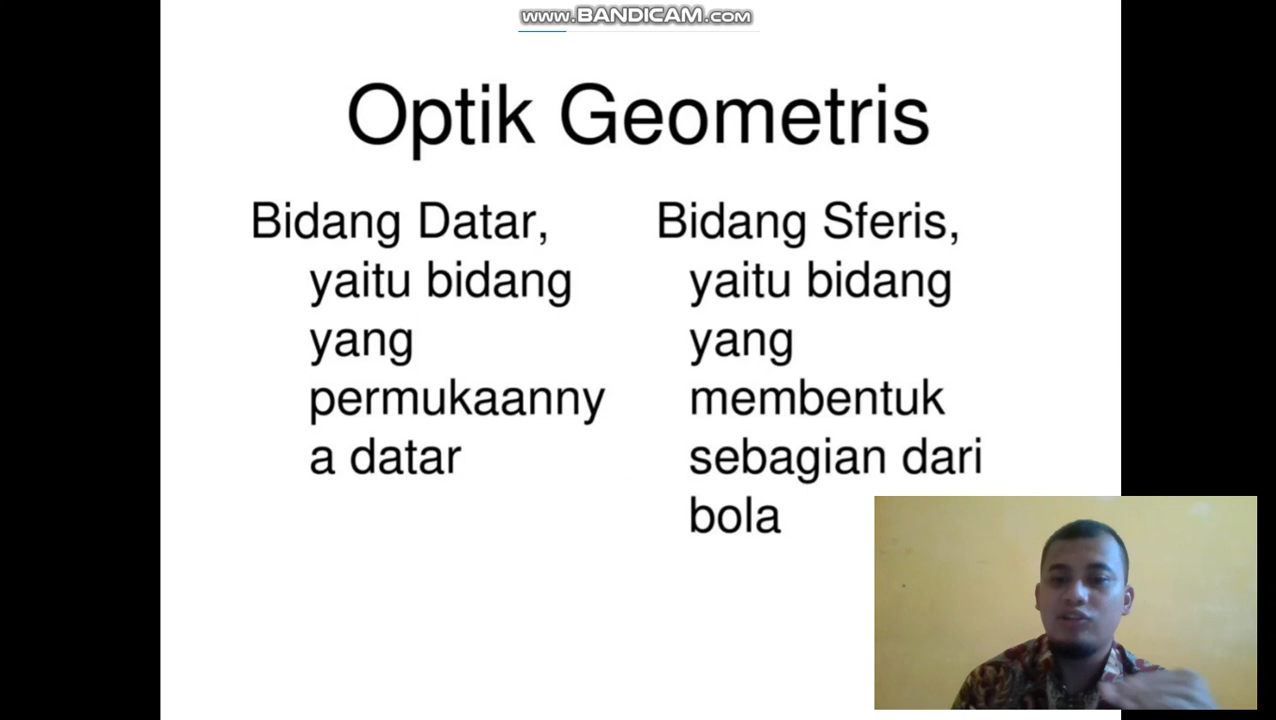 www.BANDICAM.com
Optik Geometris
Bidang Datar,
yaitu bidang
yang
permukaanny
a datar
Bidang Sferis,
yaitu bidang
yang
membentuk
sebagian dari
bola